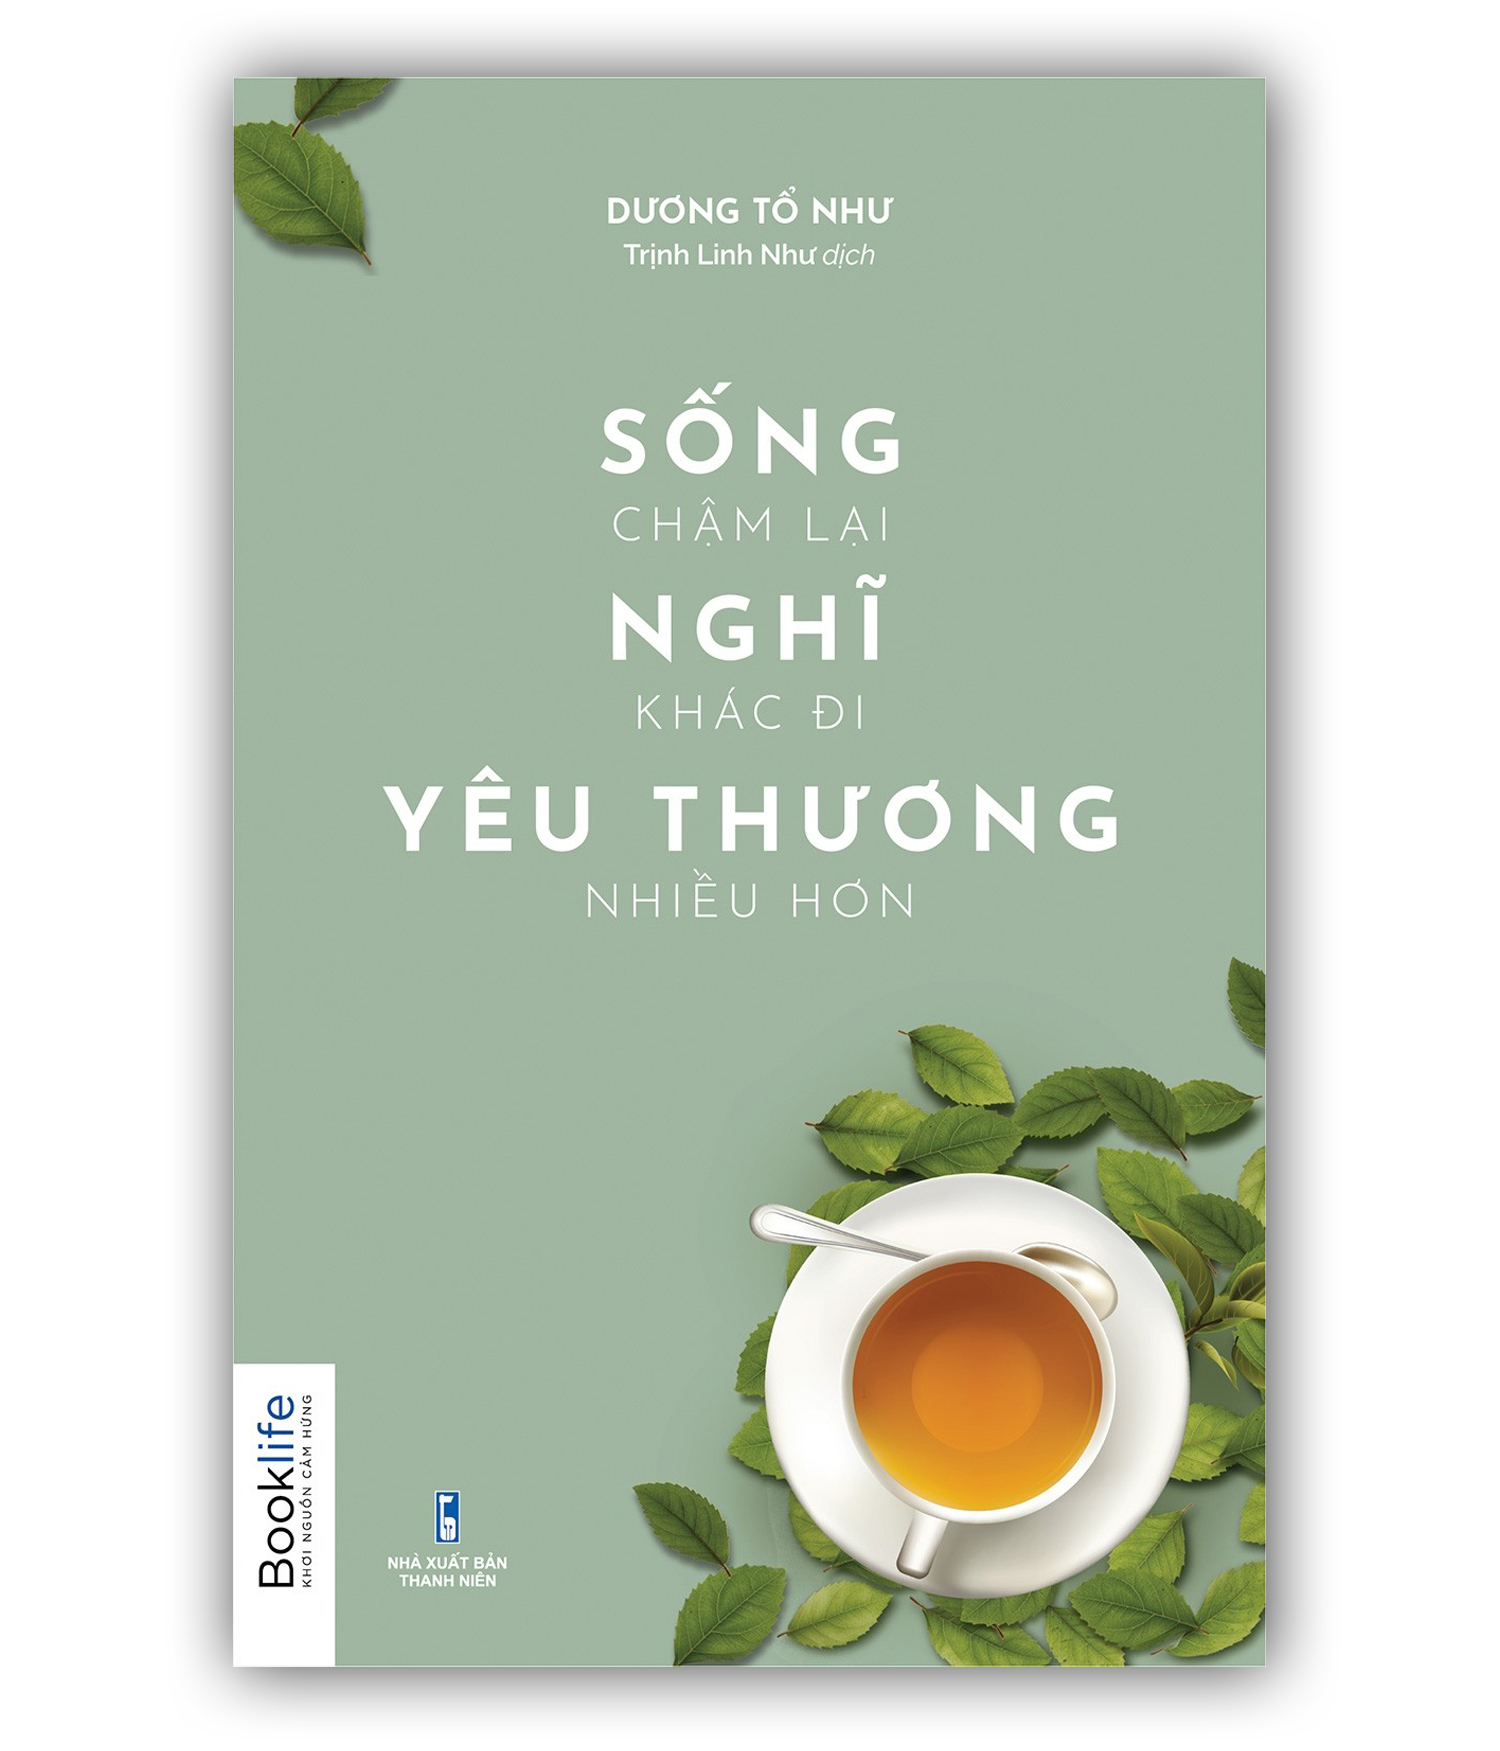 DƯƠNG TỔ NHƯ
Trịnh Linh Như dịch
SỐNG
CHẬM LẠI
NGHĨ
KHÁC ĐI
YÊU THƯƠNG
NHIỀU HƠN
Booklife
KHƠI NGUỒN CẢM HỨNG
NHÀ XUẤT BẢN
THANH NIÊN